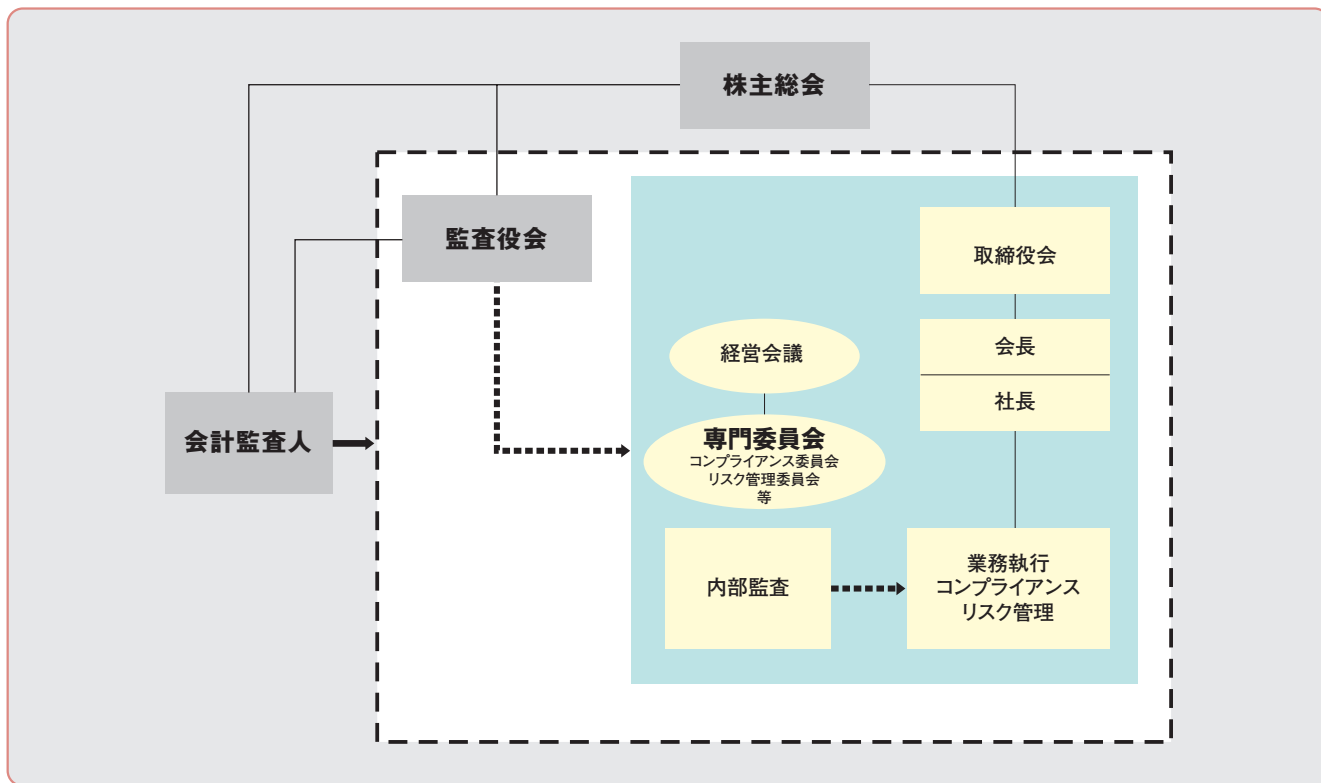 株主総会
監査役会
取締役会
経営会議
会長
社長
会計監査人
専門委員会
コンプライアンス委員会
リスク管理委員会
等
内部監査
業務執行
コンプライアンス
リスク管理